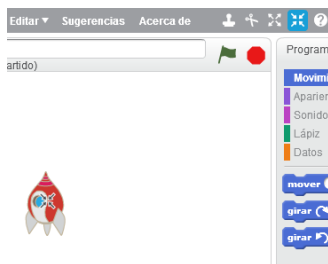 Editar Sugerencias Acerca de
Program
artido)
Movimi
Aparien
Sonido
Lápiz
Datos
mover
girar
girar